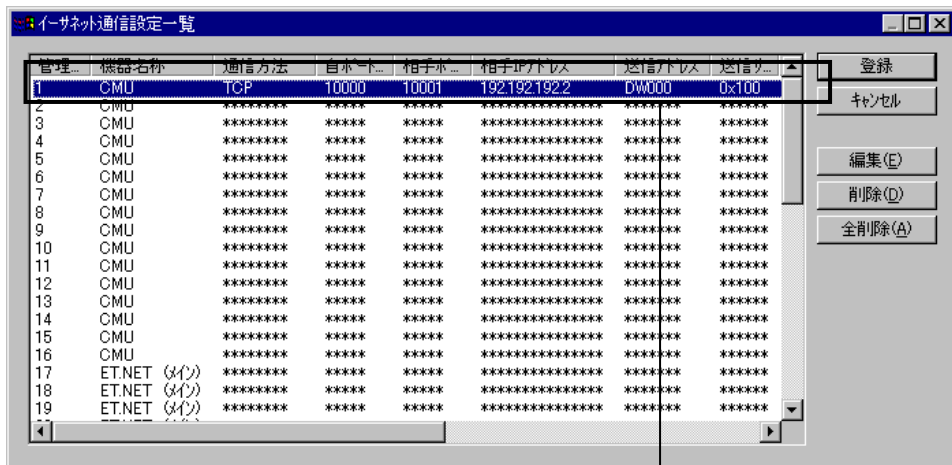 イーサネット通信設定一覧
管理... 機器名称 通信方法 自ポート... 相手ポ... 相手IPアドレス 送信アドレス 送信サ...
1 CMU TCP 10000 10001 192.192.192.2 DW000 0x100
2 CMU ******** ***** ***** *************** ****** ******
3 CMU ******** ***** ***** *************** ****** ******
4 CMU ******** ***** ***** *************** ****** ******
5 CMU ******** ***** ***** *************** ****** ******
6 CMU ******** ***** ***** *************** ****** ******
7 CMU ******** ***** ***** *************** ****** ******
8 CMU ******** ***** ***** *************** ****** ******
9 CMU ******** ***** ***** *************** ****** ******
10 CMU ******** ***** ***** *************** ****** ******
11 CMU ******** ***** ***** *************** ****** ******
12 CMU ******** ***** ***** *************** ****** ******
13 CMU ******** ***** ***** *************** ****** ******
14 CMU ******** ***** ***** *************** ****** ******
15 CMU ******** ***** ***** *************** ****** ******
16 CMU ******** ***** ***** *************** ****** ******
17 ET.NET (メイン) ******** ***** ***** *************** ****** ******
18 ET.NET (メイン) ******** ***** ***** *************** ****** ******
19 ET.NET (メイン) ******** ***** ***** *************** ****** ******
登録
キャンセル
編集(E)
削除(D)
全削除(A)